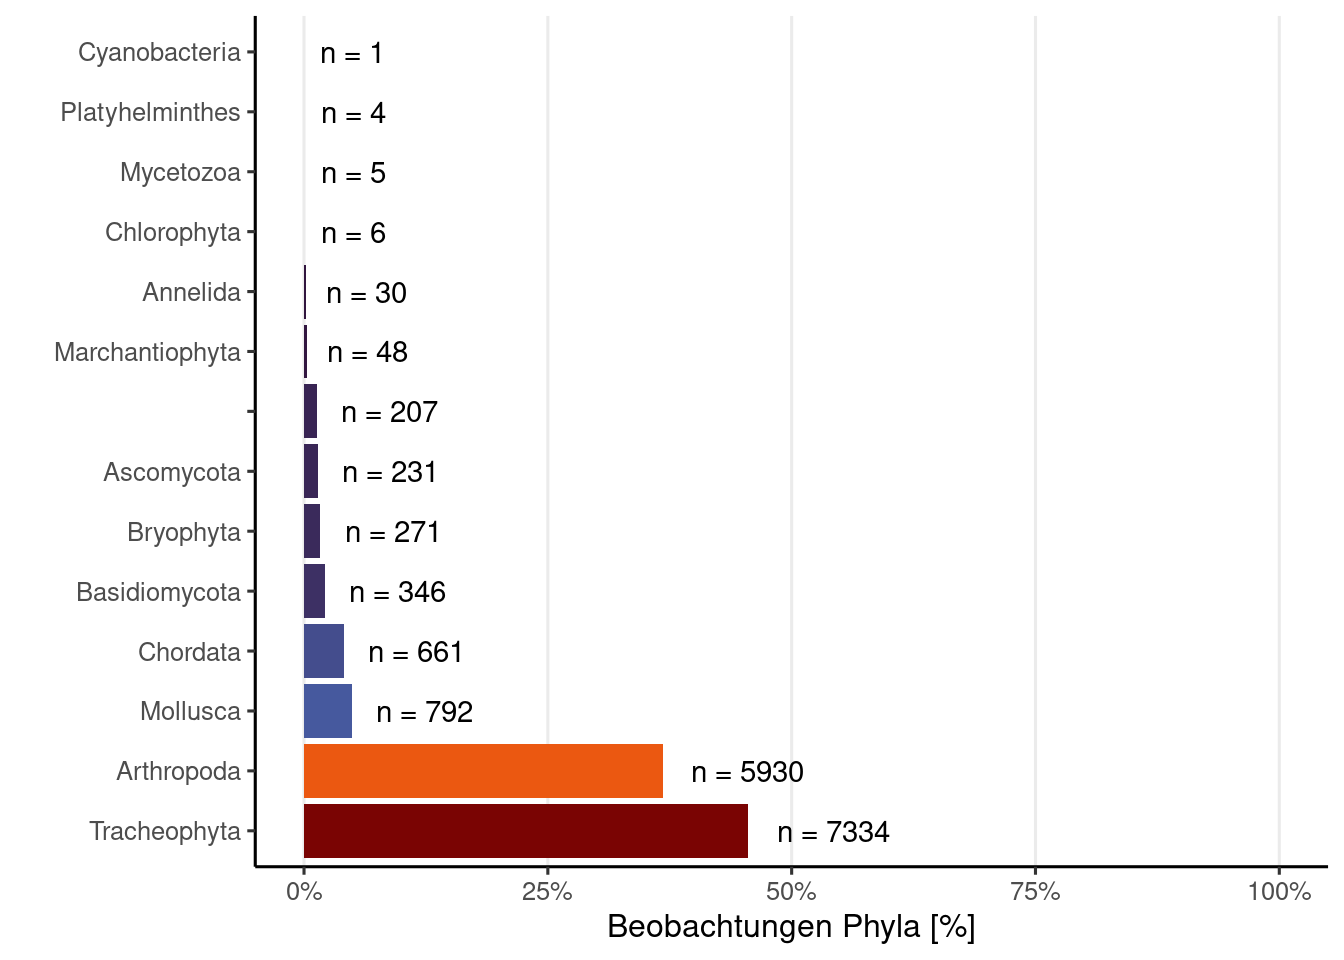 Cyanobacteria n = 1
Platyhelminthes n = 4
Mycetozoa n = 5
Chlorophyta n = 6
Annelida n = 30
Marchantiophyta n = 48
n = 207
Ascomycota n = 231
Bryophyta n = 271
Basidiomycota n = 346
Chordata n = 661
Mollusca n = 792
Arthropoda n = 5930
Tracheophyta n = 7334
0% 25% 50% 75% 100%
Beobachtungen Phyla [%]